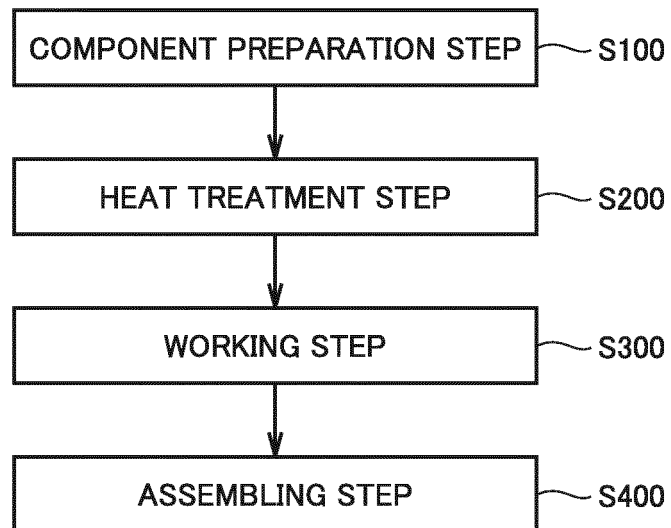 COMPONENT PREPARATION STEP S100
HEAT TREATMENT STEP S200
WORKING STEP S300
ASSEMBLING STEP S400